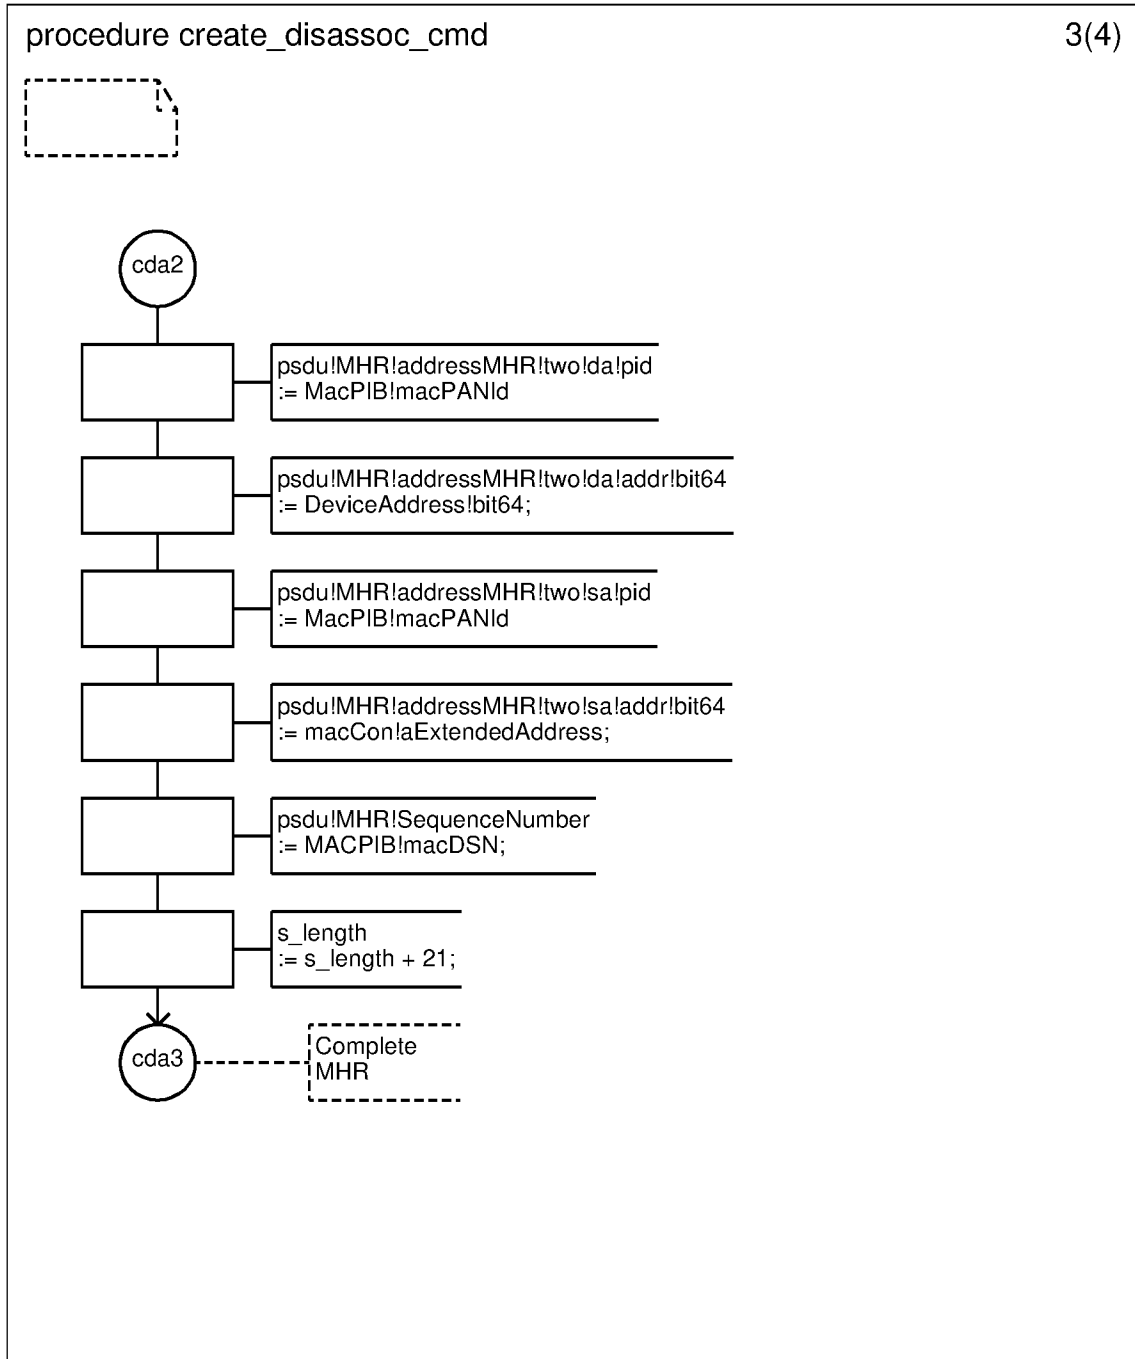 procedure create_disassoc_cmd
3(4)
cda2
psdu!MHR!addressMHR!two!da!pid
:= MacPIB!macPANId
psdu!MHR!addressMHR!two!da!addr!bit64
:= DeviceAddress!bit64;
psdu!MHR!addressMHR!two!sa!pid
:= MacPIB!macPANId
psdu!MHR!addressMHR!two!sa!addr!bit64
:= macCon!aExtendedAddress;
psdu!MHR!SequenceNumber
:= MACPIB!macDSN;
s_length
:= s_length + 21;
cda3
Complete
MHR